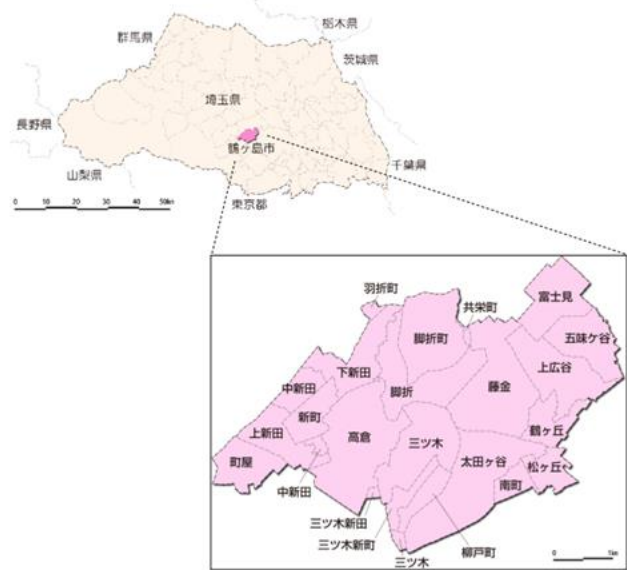 栃木県
群馬県
茨城県
埼玉県
長野県
鶴ヶ島市
千葉県
山梨県
東京都
0 10 20 30 40 50km
羽折町
共栄町
富士見
脚折町
五味ケ谷
下新田
上広谷
中新田
脚折
藤金
新町
鶴ヶ丘
上新田
高倉
三ツ木
町屋
太田ヶ谷
松ヶ丘
南町
中新田
三ツ木新田
三ツ木新町
柳戸町
三ツ木
0 1km